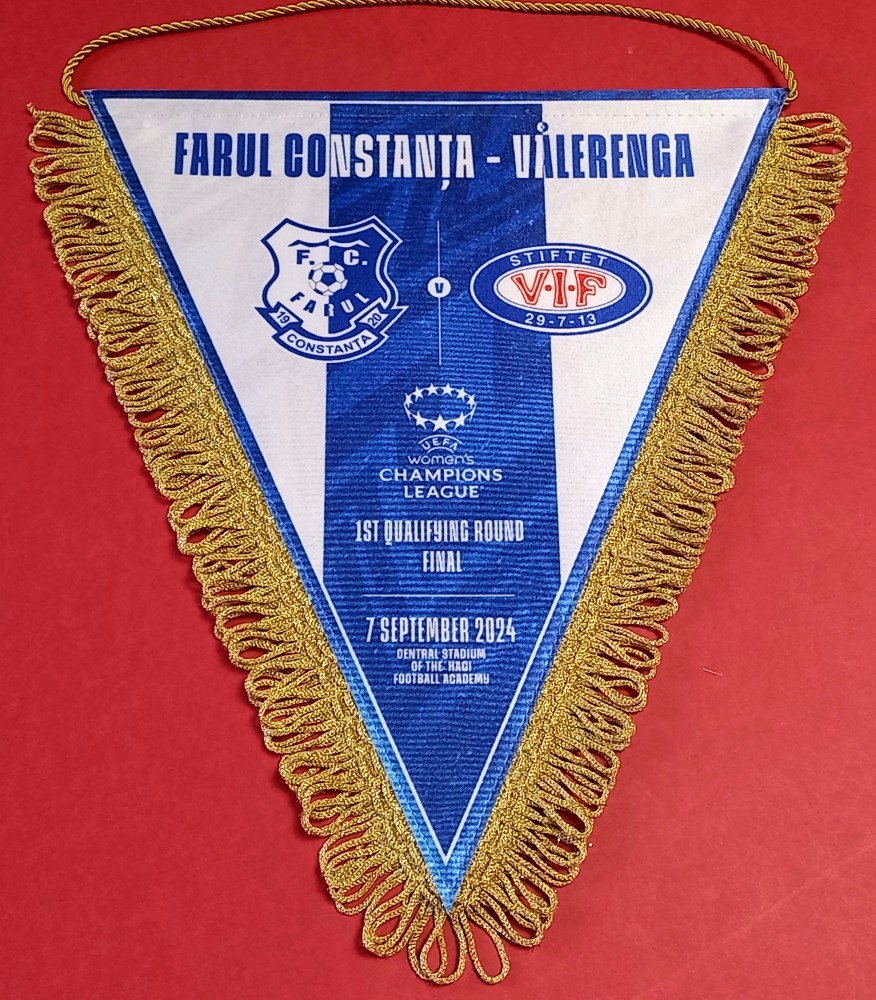 FARUL CONSTANȚA - VÅLERENGA
F. C.
FARUL
19 20
CONSTANȚA
V
STIFTET
V·I·F
29-7-13
UEFA
women's
CHAMPIONS
LEAGUE
1ST QUALIFYING ROUND
FINAL
7 SEPTEMBER 2024
CENTRAL STADIUM
OF THE HAGI
FOOTBALL ACADEMY